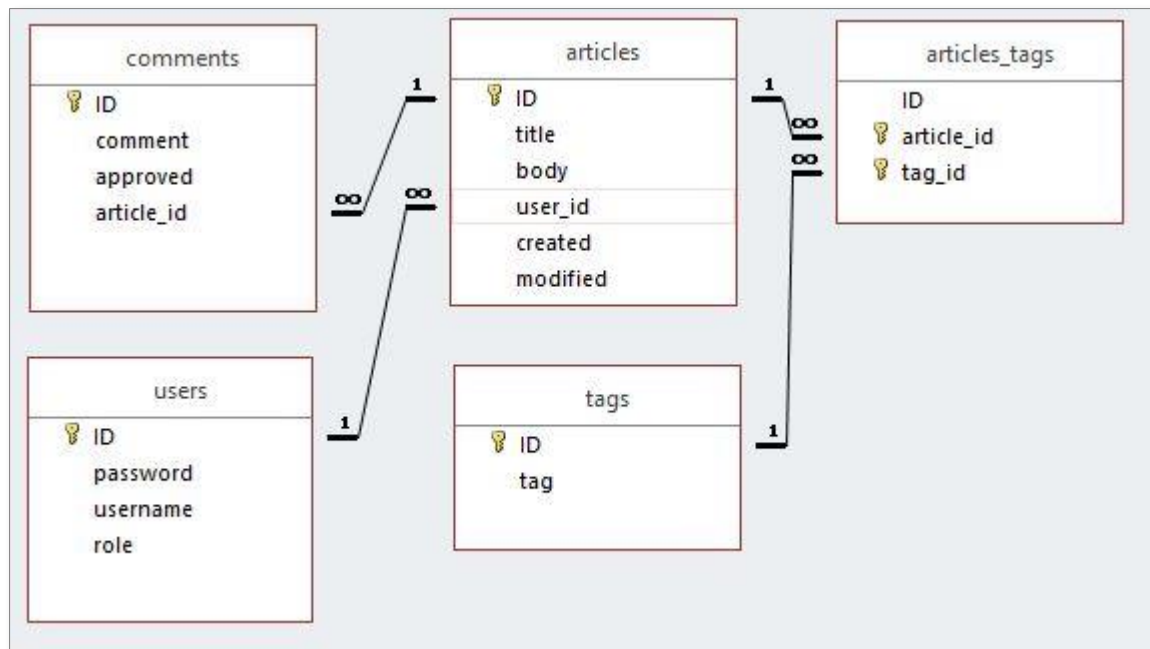 comments
ID
comment
approved
article_id
articles
ID
title
body
user_id
created
modified
articles_tags
ID
article_id
tag_id
users
ID
password
username
role
tags
ID
tag
1
∞
∞
1
1
∞
∞
1